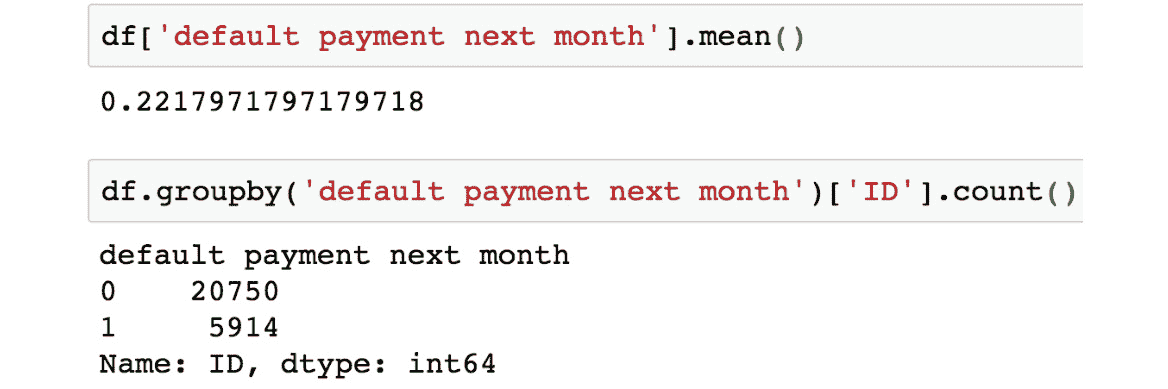 df['default payment next month'].mean()
0.2217971797179718
df.groupby('default payment next month')['ID'].count()
default payment next month
0    20750
1     5914
Name: ID, dtype: int64